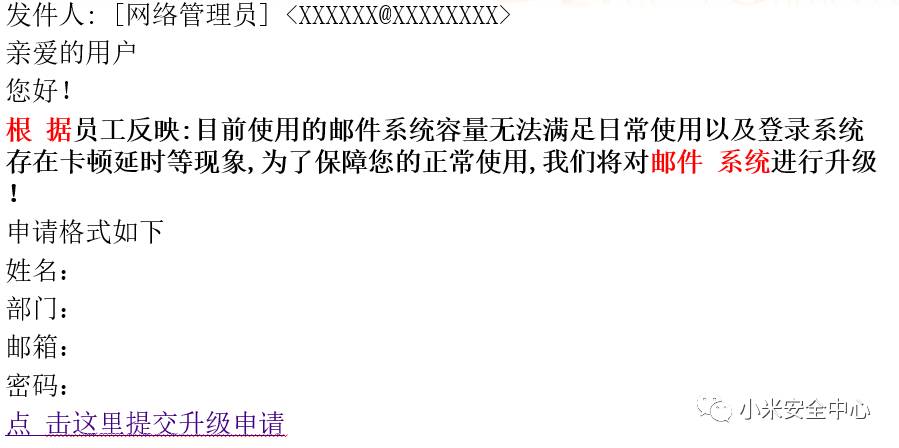 发件人: [网络管理员] <XXXXXX@XXXXXXXX>
亲爱的用户
您好!
根 据员工反映:目前使用的邮件系统容量无法满足日常使用以及登录系统
存在卡顿延时等现象,为了保障您的正常使用,我们将对邮件 系统进行升级
!
申请格式如下
姓名:
部门:
邮箱:
密码:
点 击这里提交升级申请
小米安全中心